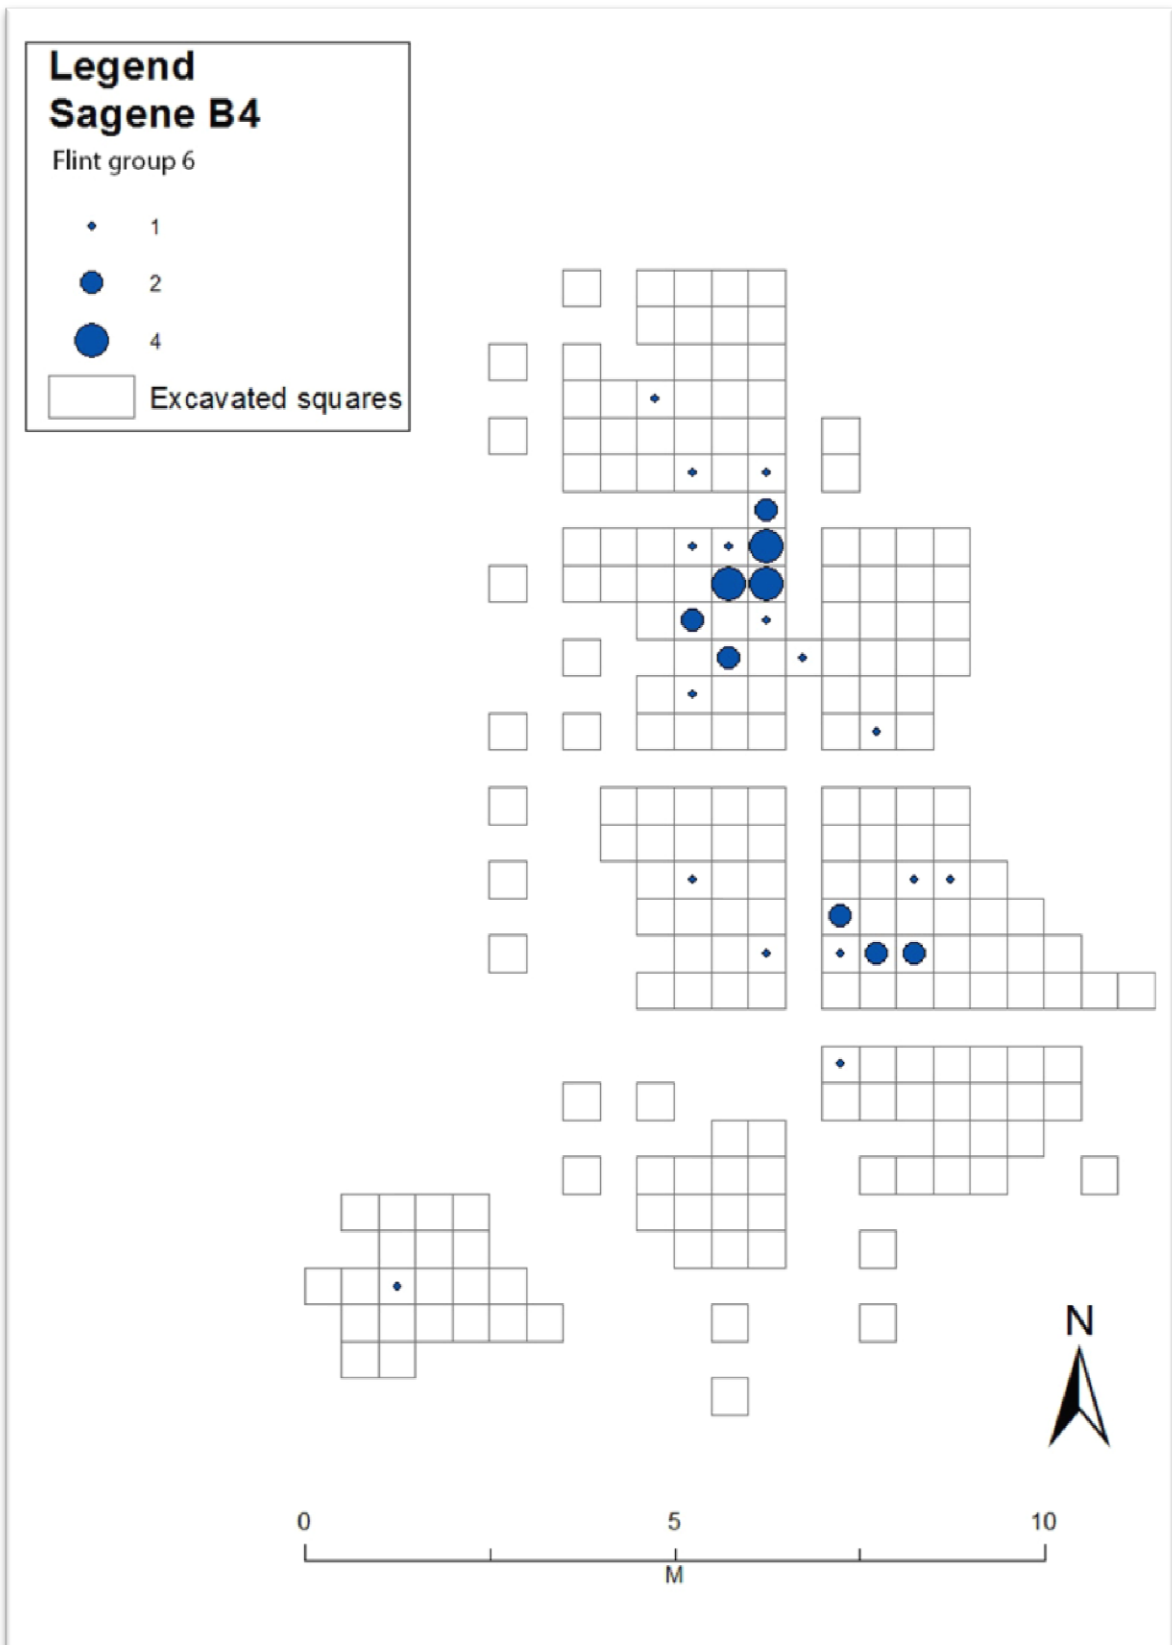 Legend
Sagene B4
Flint group 6
1
2
4
Excavated squares
N
0 5 10
M